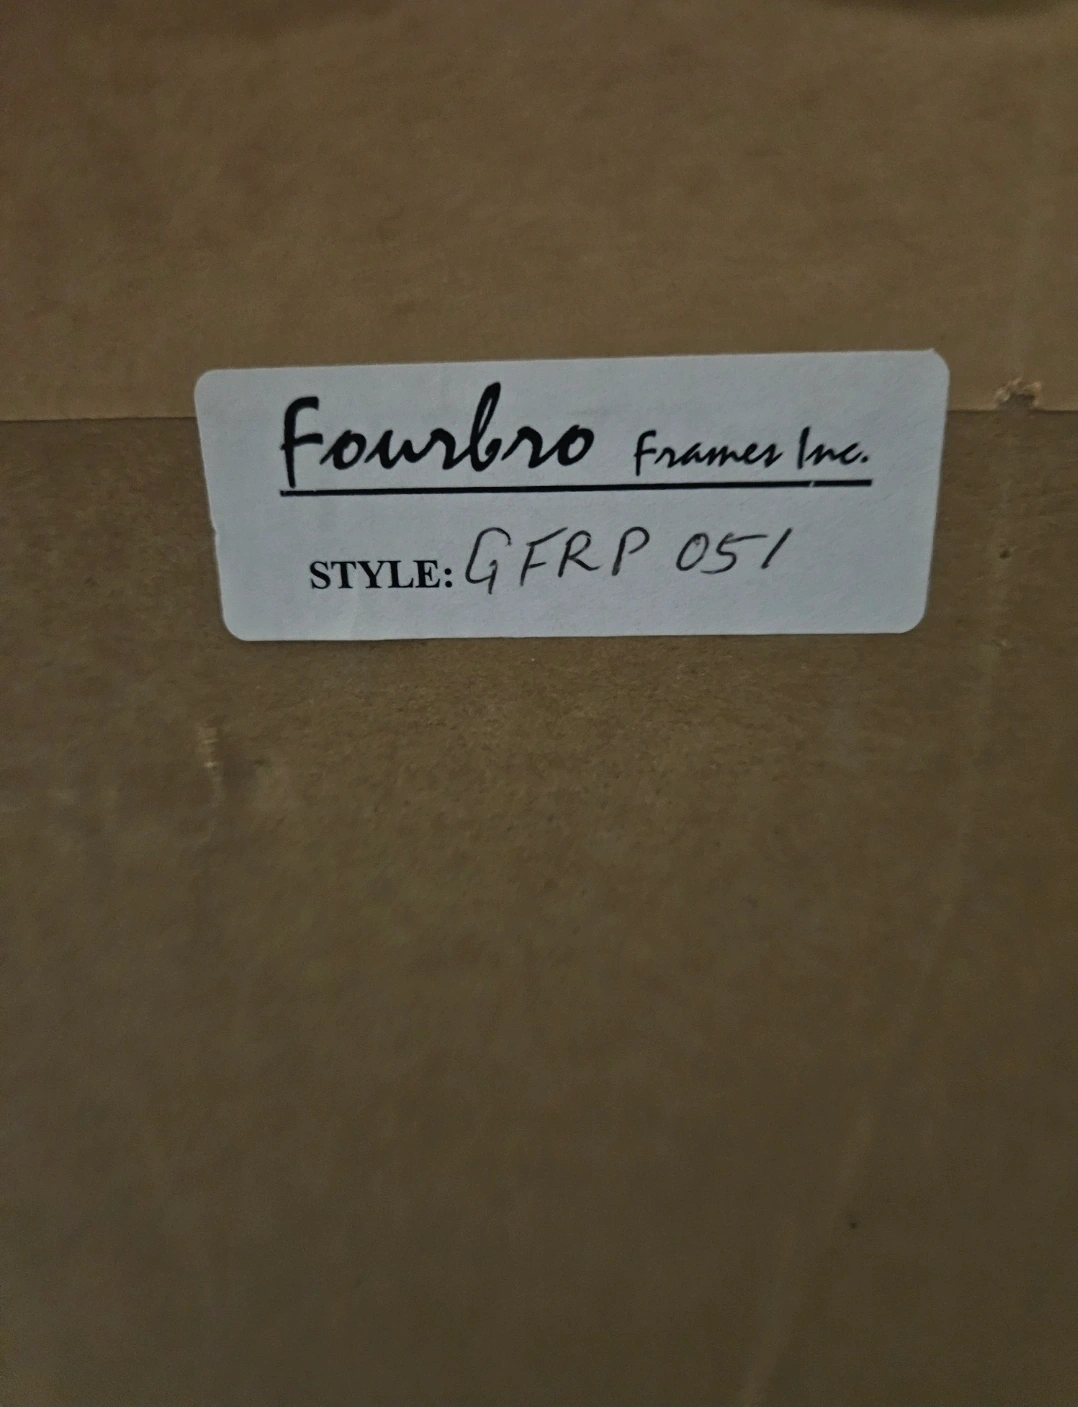 Fourbro Frames Inc.
STYLE: GFRP 051